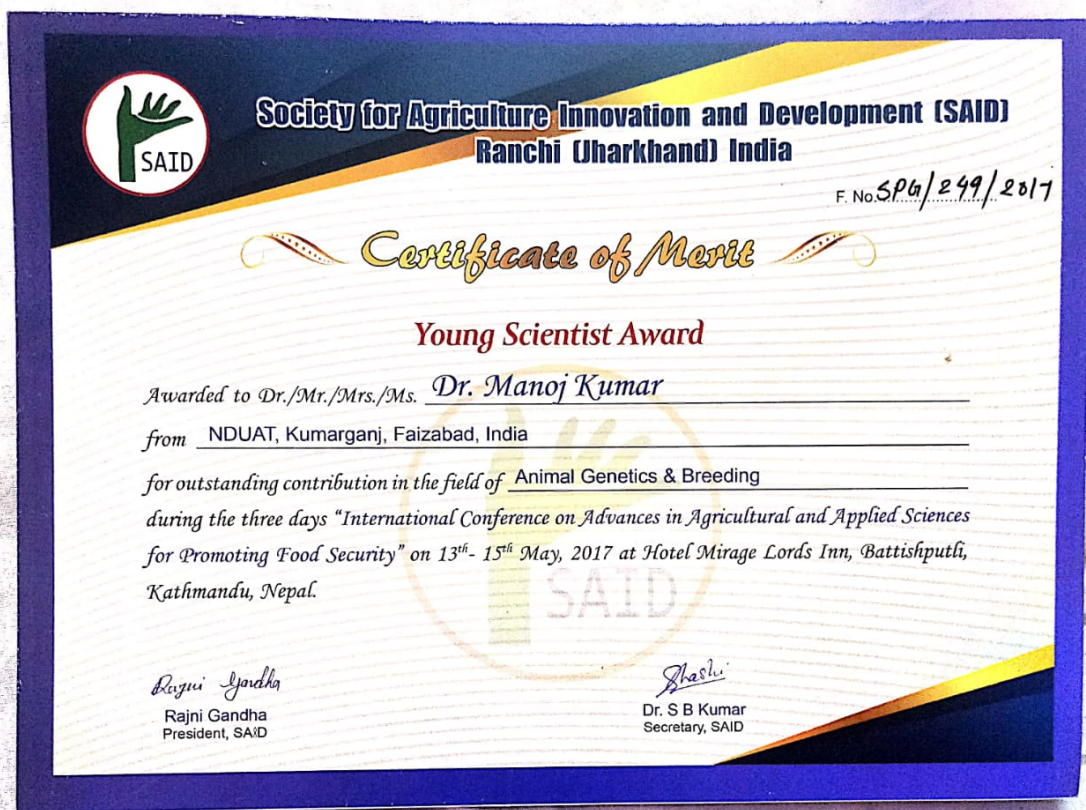 SAID
Society for Agriculture Innovation and Development (SAID)
Ranchi (Jharkhand) India
F. No. SPG/249/2017
Certificate of Merit
Young Scientist Award
Awarded to Dr./Mr./Mrs./Ms. Dr. Manoj Kumar
from NDUAT, Kumarganj, Faizabad, India
for outstanding contribution in the field of Animal Genetics & Breeding
during the three days “International Conference on Advances in Agricultural and Applied Sciences
for Promoting Food Security” on 13th- 15th May, 2017 at Hotel Mirage Lords Inn, Battishputli,
Kathmandu, Nepal.
SAID
Rajni Gandha
Shashi
Rajni Gandha
President, SAID
Dr. S B Kumar
Secretary, SAID